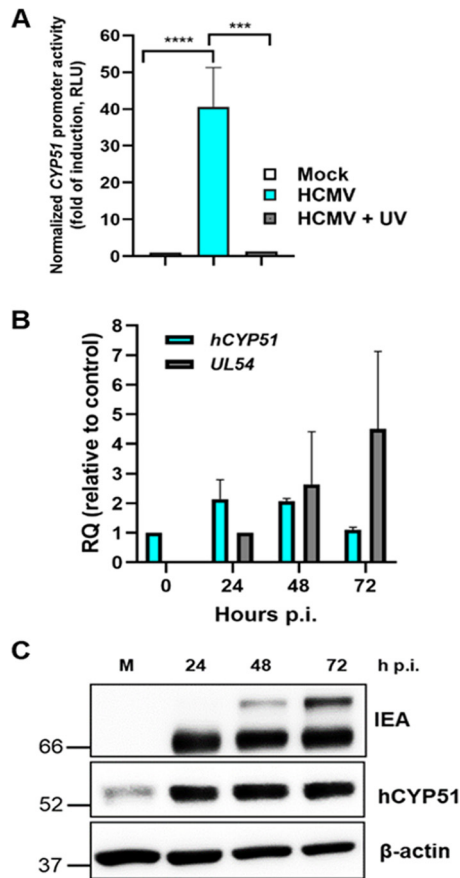 A
Normalized CYP51 promoter activity
(fold of induction, RLU)
60
50
40
30
20
10
0
****
***
Mock
HCMV
HCMV + UV
B
RQ (relative to control)
8
7
6
5
4
3
2
1
0
hCYP51
UL54
0 24 48 72
Hours p.i.
C
M 24 48 72 h p.i.
IEA
66
hCYP51
52
β-actin
37